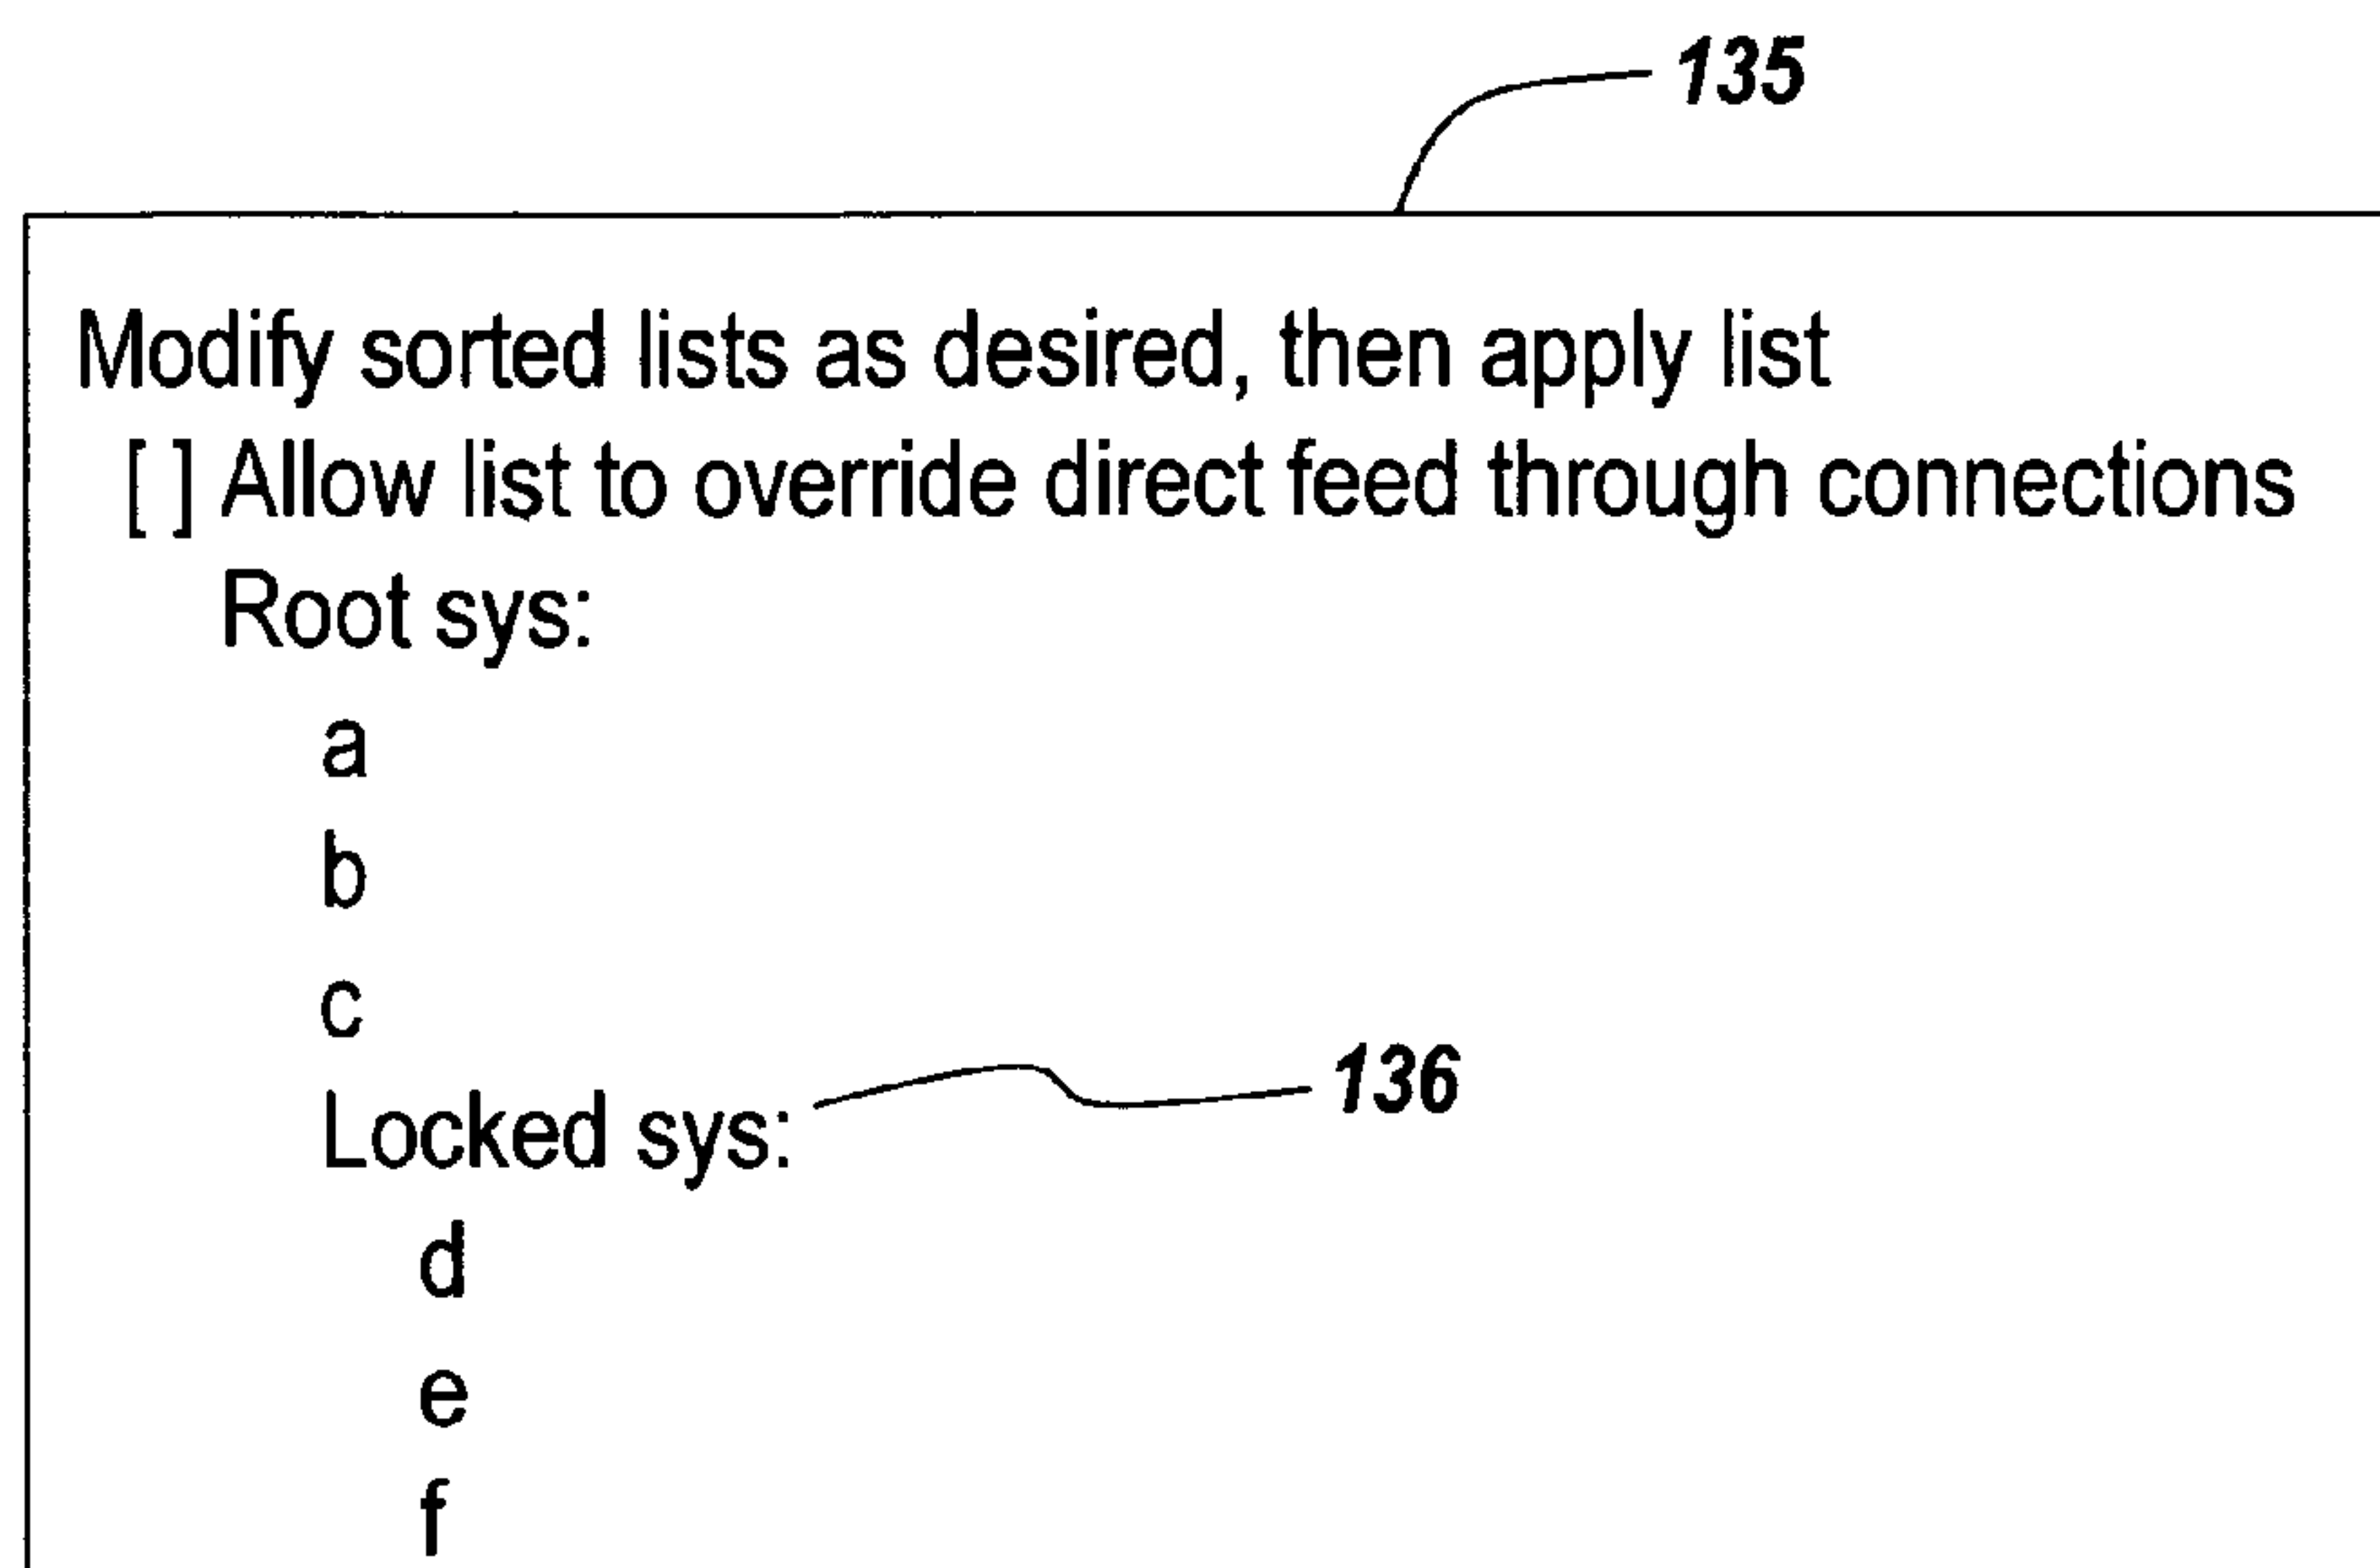 135
Modify sorted lists as desired, then apply list
[ ] Allow list to override direct feed through connections
Root sys:
a
b
c
Locked sys:
136
d
e
f